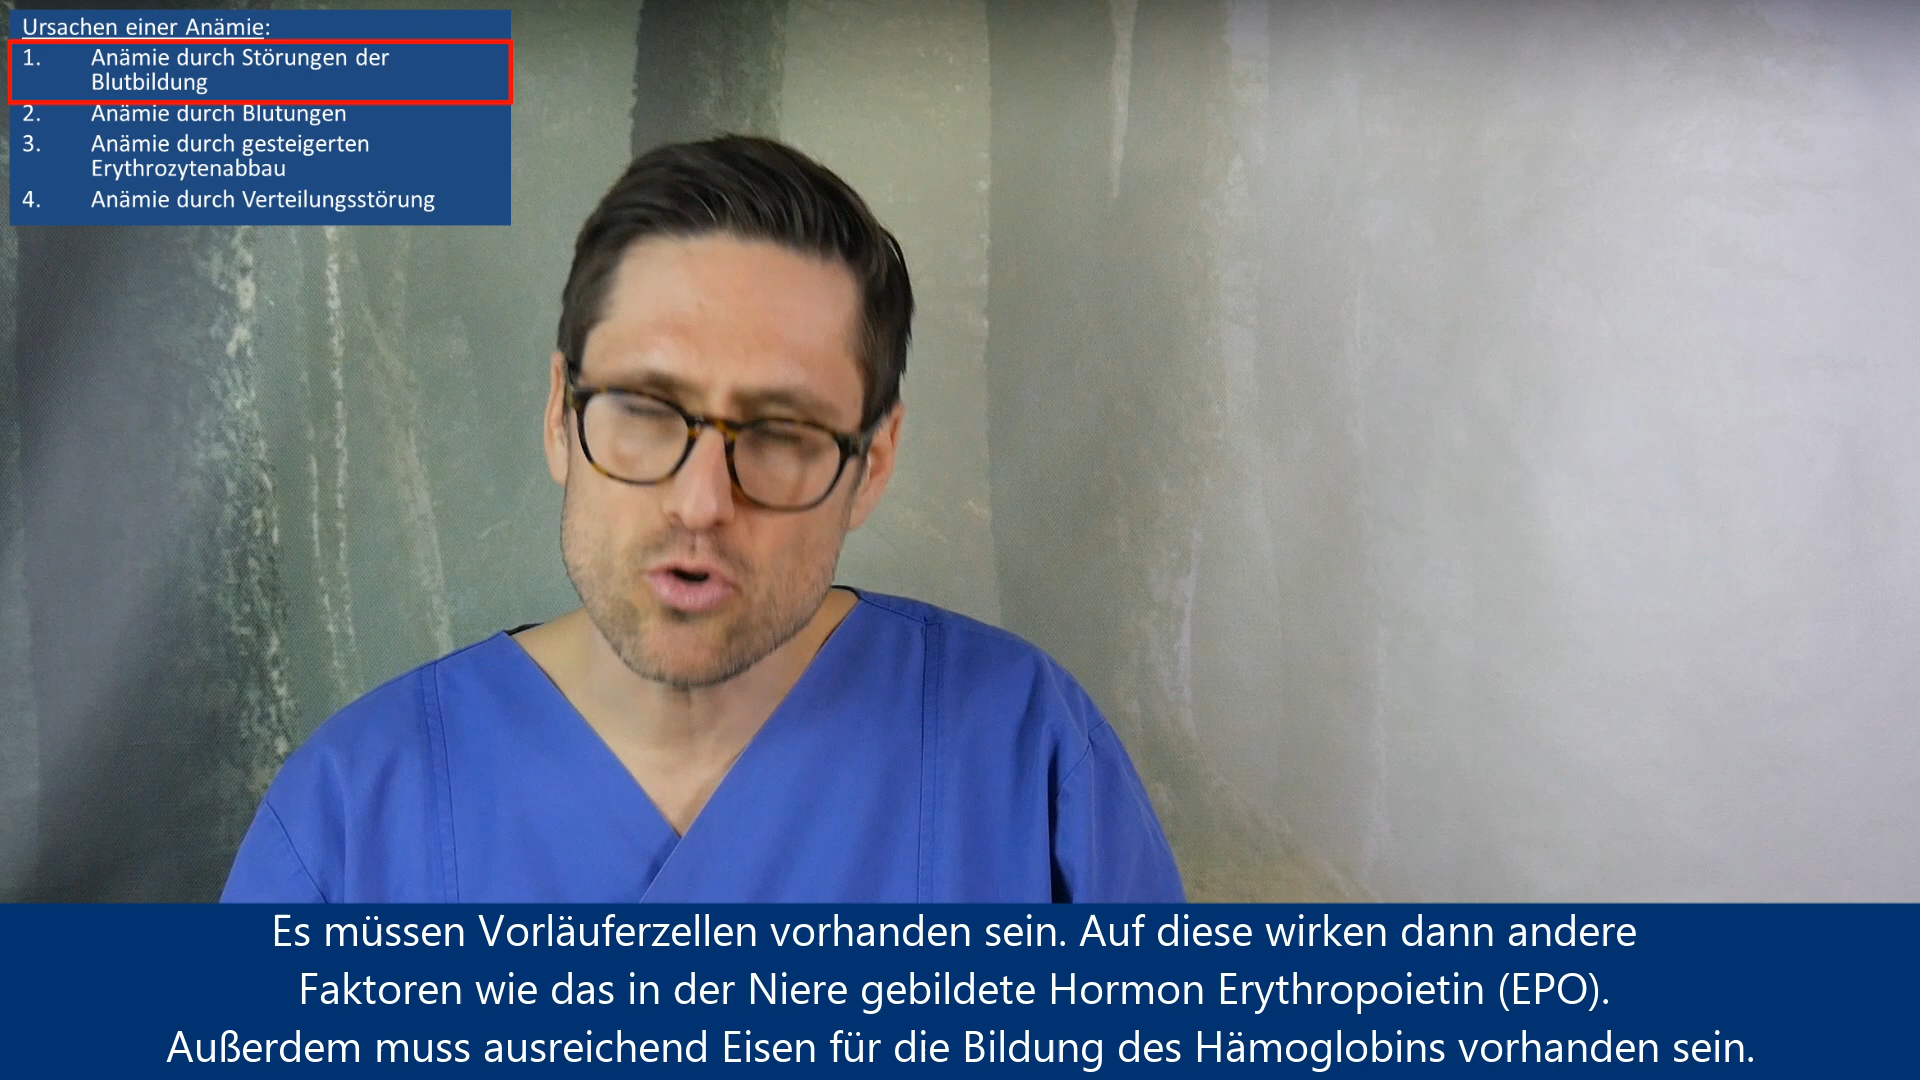 Ursachen einer Anämie:
1. Anämie durch Störungen der
Blutbildung
2. Anämie durch Blutungen
3. Anämie durch gesteigerten
Erythrozytenabbau
4. Anämie durch Verteilungsstörung
Es müssen Vorläuferzellen vorhanden sein. Auf diese wirken dann andere
Faktoren wie das in der Niere gebildete Hormon Erythropoietin (EPO).
Außerdem muss ausreichend Eisen für die Bildung des Hämoglobins vorhanden sein.